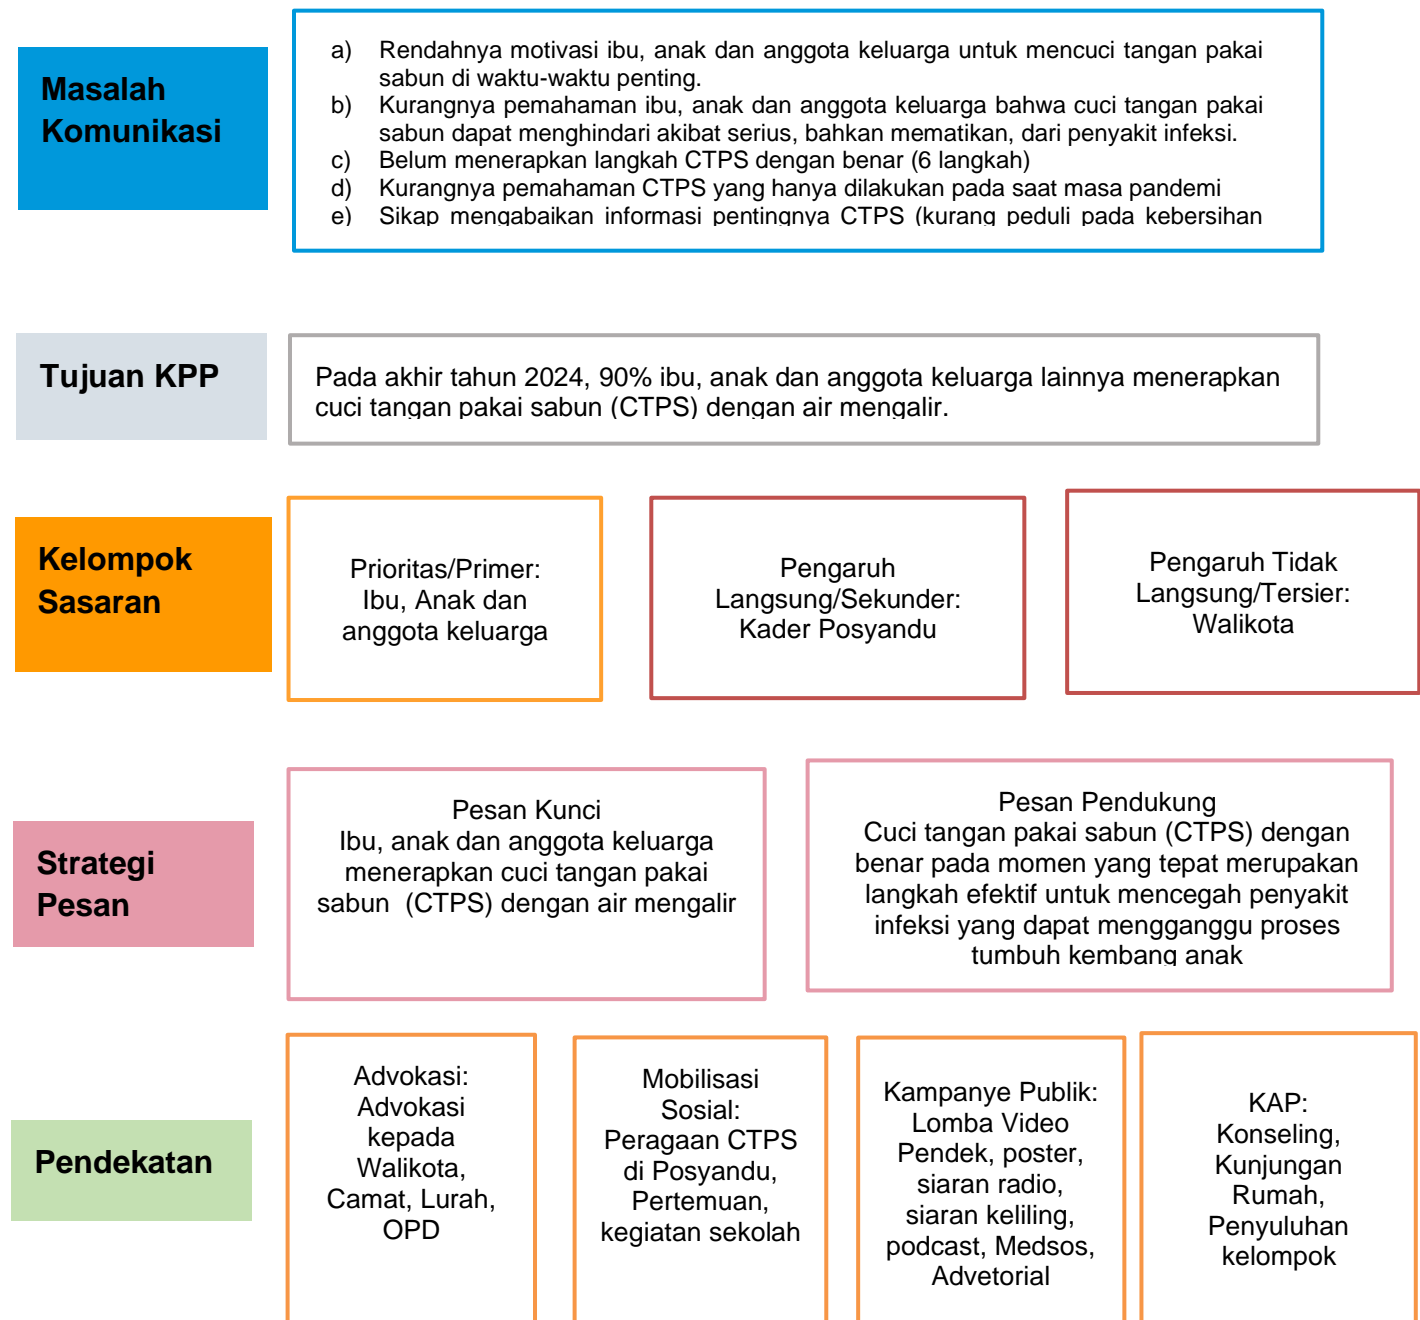 Masalah
Komunikasi
a) Rendahnya motivasi ibu, anak dan anggota keluarga untuk mencuci tangan pakai
sabun di waktu-waktu penting.
b) Kurangnya pemahaman ibu, anak dan anggota keluarga bahwa cuci tangan pakai
sabun dapat menghindari akibat serius, bahkan mematikan, dari penyakit infeksi.
c) Belum menerapkan langkah CTPS dengan benar (6 langkah)
d) Kurangnya pemahaman CTPS yang hanya dilakukan pada saat masa pandemi
e) Sikap mengabaikan informasi pentingnya CTPS (kurang peduli pada kebersihan
Tujuan KPP
Pada akhir tahun 2024, 90% ibu, anak dan anggota keluarga lainnya menerapkan
cuci tangan pakai sabun (CTPS) dengan air mengalir.
Kelompok
Sasaran
Prioritas/Primer:
Ibu, Anak dan
anggota keluarga
Pengaruh
Langsung/Sekunder:
Kader Posyandu
Pengaruh Tidak
Langsung/Tersier:
Walikota
Strategi
Pesan
Pesan Kunci
Ibu, anak dan anggota keluarga
menerapkan cuci tangan pakai
sabun (CTPS) dengan air mengalir
Pesan Pendukung
Cuci tangan pakai sabun (CTPS) dengan
benar pada momen yang tepat merupakan
langkah efektif untuk mencegah penyakit
infeksi yang dapat mengganggu proses
tumbuh kembang anak
Pendekatan
Advokasi:
Advokasi
kepada
Walikota,
Camat, Lurah,
OPD
Mobilisasi
Sosial:
Peragaan CTPS
di Posyandu,
Pertemuan,
kegiatan sekolah
Kampanye Publik:
Lomba Video
Pendek, poster,
siaran radio,
siaran keliling,
podcast, Medsos,
Advetorial
KAP:
Konseling,
Kunjungan
Rumah,
Penyuluhan
kelompok